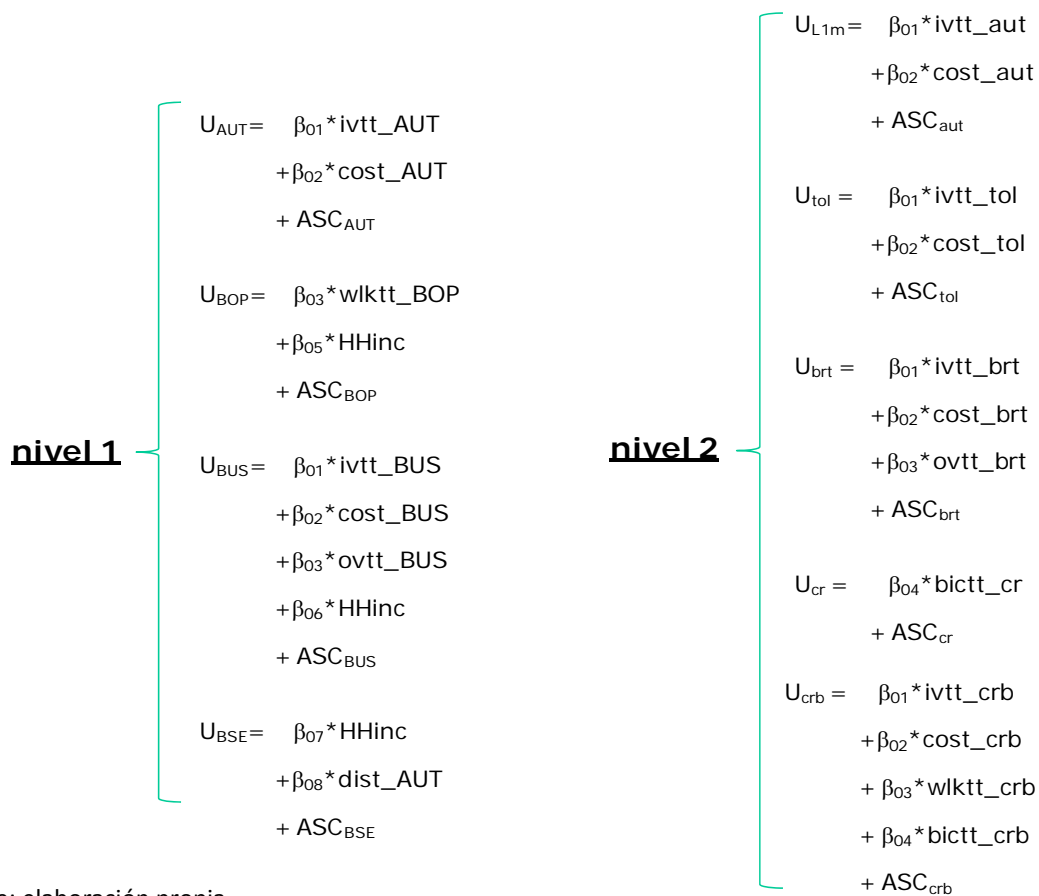 nivel 1
U_AUT= β01*ivtt_AUT
+β02*cost_AUT
+ ASC_AUT
U_BOP= β03*wlktt_BOP
+β05*HHinc
+ ASC_BOP
U_BUS= β01*ivtt_BUS
+β02*cost_BUS
+β03*ovtt_BUS
+β06*HHinc
+ ASC_BUS
U_BSE= β07*HHinc
+β08*dist_AUT
+ ASC_BSE
nivel 2
U_L1m= β01*ivtt_aut
+β02*cost_aut
+ ASC_aut
U_tol = β01*ivtt_tol
+β02*cost_tol
+ ASC_tol
U_brt = β01*ivtt_brt
+β02*cost_brt
+β03*ovtt_brt
+ ASC_brt
U_cr = β04*bictt_cr
+ ASC_cr
U_crb = β01*ivtt_crb
+β02*cost_crb
+ β03*wlktt_crb
+ β04*bictt_crb
+ ASC_crb
elaboración propia